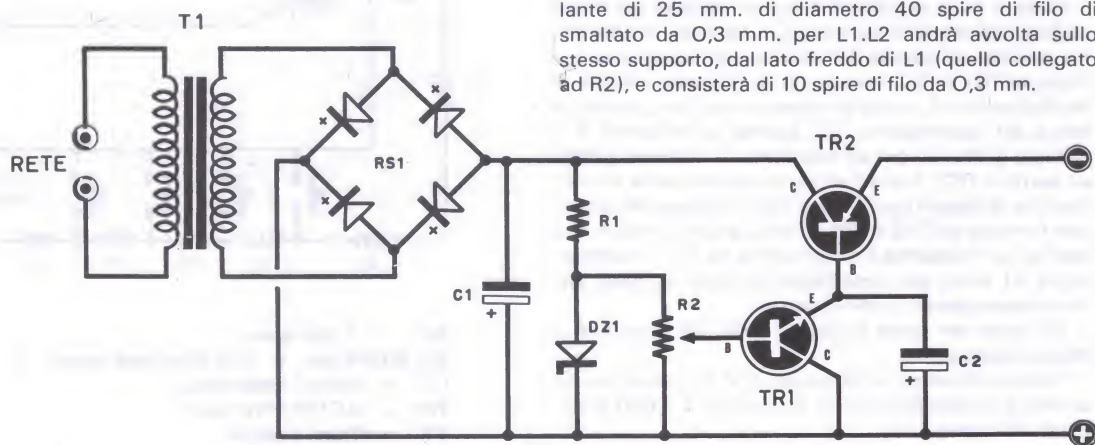 lante di 25 mm. di diametro 40 spire di filo di
smaltato da 0,3 mm. per L1.L2 andrà avvolta sullo
stesso supporto, dal lato freddo di L1 (quello collegato
ad R2), e consisterà di 10 spire di filo da 0,3 mm.
T1
RETE
RS1
x
x
x
x
C1
+
R1
DZ1
R2
TR2
C
E
B
-
E
B
C
TR1
C2
+
+